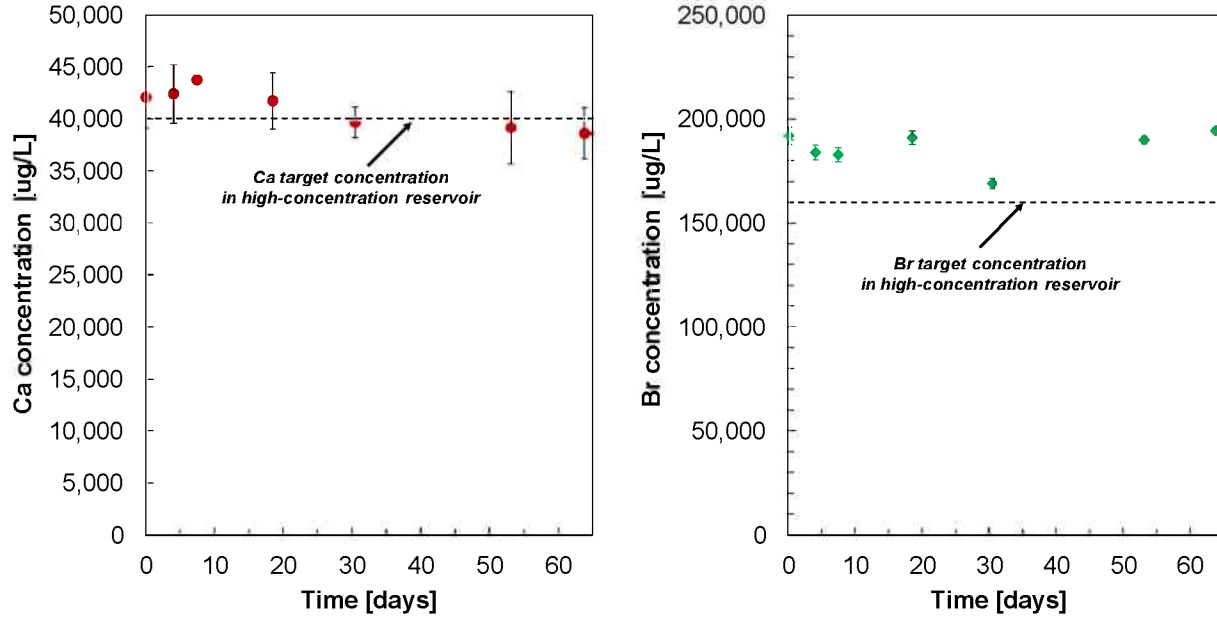 50,000
45,000
40,000
35,000
30,000
25,000
20,000
15,000
10,000
5,000
0
Ca concentration [ug/L]
Ca target concentration
in high-concentration reservoir
0 10 20 30 40 50 60
Time [days]
250,000
200,000
150,000
100,000
50,000
0
Br concentration [ug/L]
Br target concentration
in high-concentration reservoir
0 10 20 30 40 50 60
Time [days]